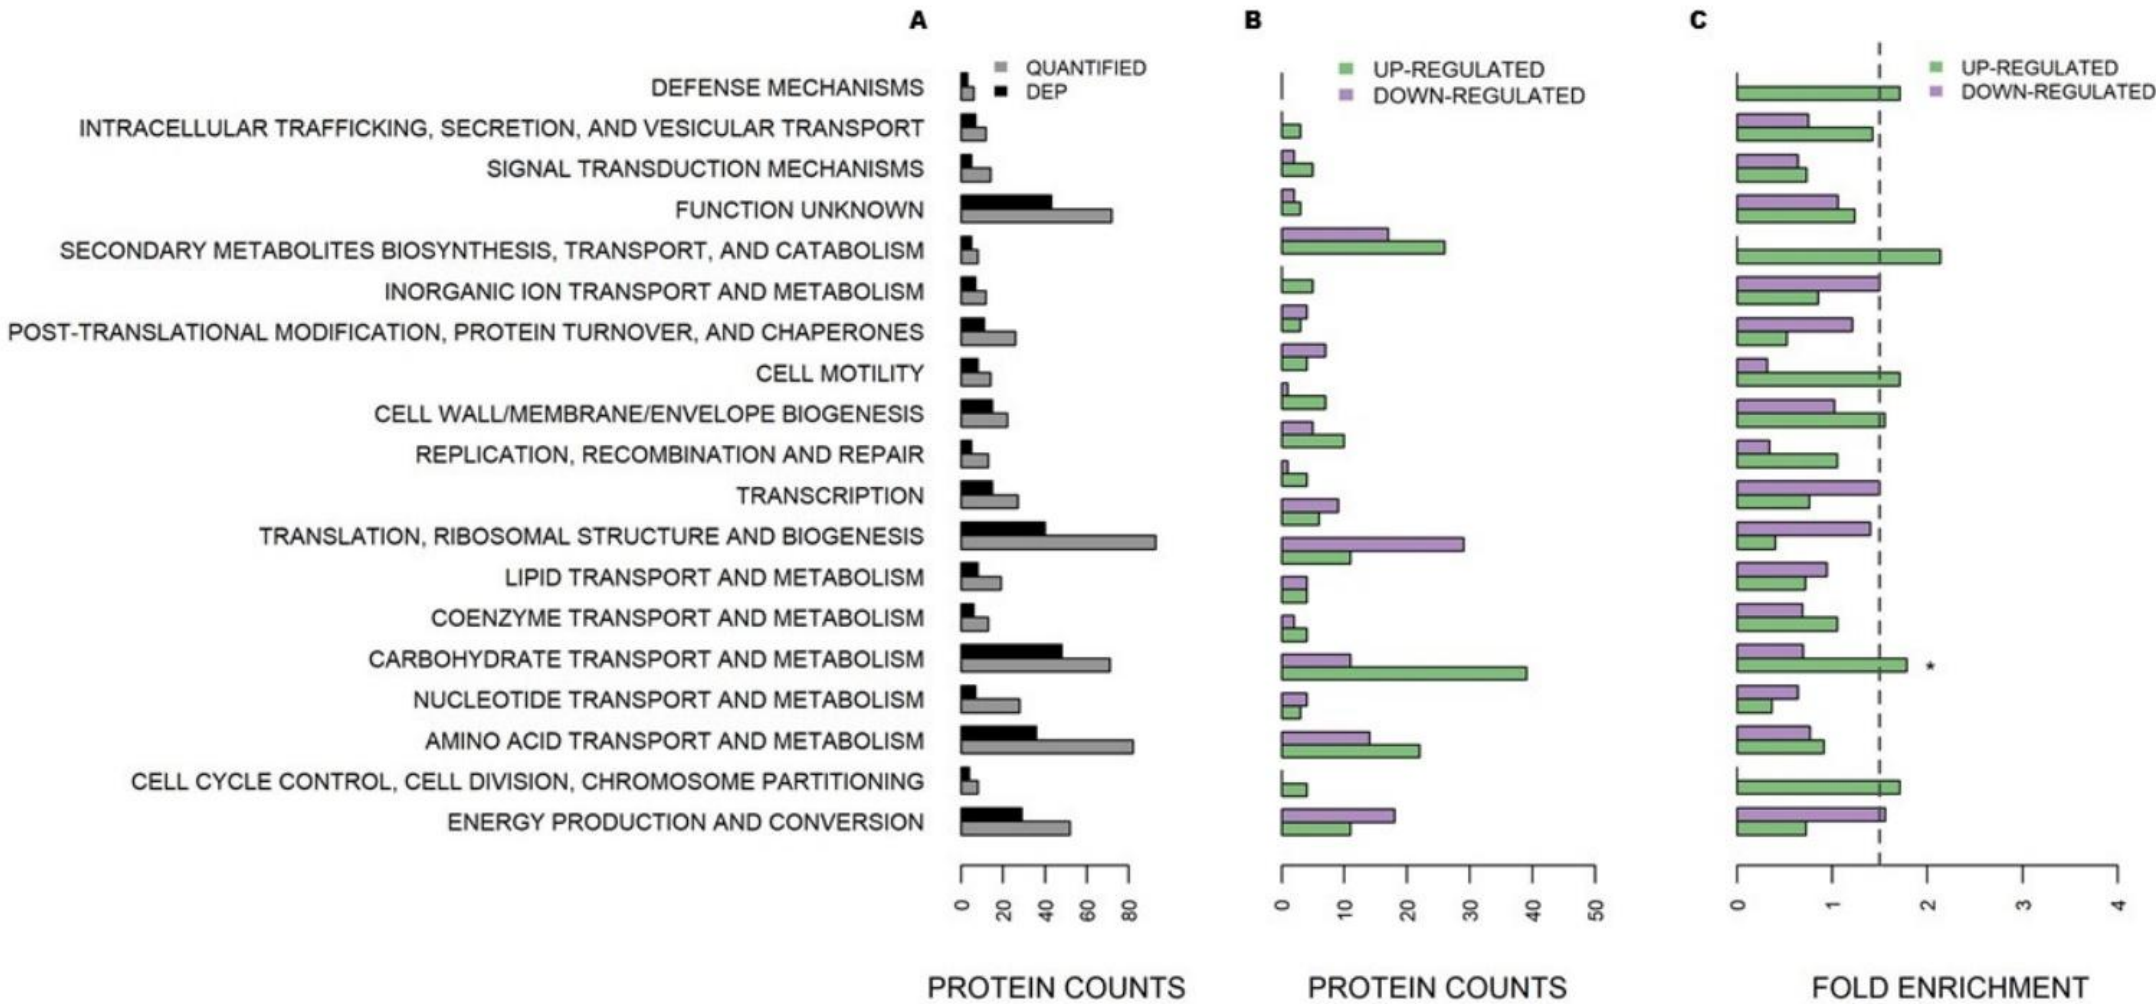 A
B
C
QUANTIFIED
DEP
UP-REGULATED
DOWN-REGULATED
UP-REGULATED
DOWN-REGULATED
DEFENSE MECHANISMS
INTRACELLULAR TRAFFICKING, SECRETION, AND VESICULAR TRANSPORT
SIGNAL TRANSDUCTION MECHANISMS
FUNCTION UNKNOWN
SECONDARY METABOLITES BIOSYNTHESIS, TRANSPORT, AND CATABOLISM
INORGANIC ION TRANSPORT AND METABOLISM
POST-TRANSLATIONAL MODIFICATION, PROTEIN TURNOVER, AND CHAPERONES
CELL MOTILITY
CELL WALL/MEMBRANE/ENVELOPE BIOGENESIS
REPLICATION, RECOMBINATION AND REPAIR
TRANSCRIPTION
TRANSLATION, RIBOSOMAL STRUCTURE AND BIOGENESIS
LIPID TRANSPORT AND METABOLISM
COENZYME TRANSPORT AND METABOLISM
CARBOHYDRATE TRANSPORT AND METABOLISM
*
NUCLEOTIDE TRANSPORT AND METABOLISM
AMINO ACID TRANSPORT AND METABOLISM
CELL CYCLE CONTROL, CELL DIVISION, CHROMOSOME PARTITIONING
ENERGY PRODUCTION AND CONVERSION
0 20 40 60 80
0 10 20 30 40 50
0 1 2 3 4
PROTEIN COUNTS
PROTEIN COUNTS
FOLD ENRICHMENT